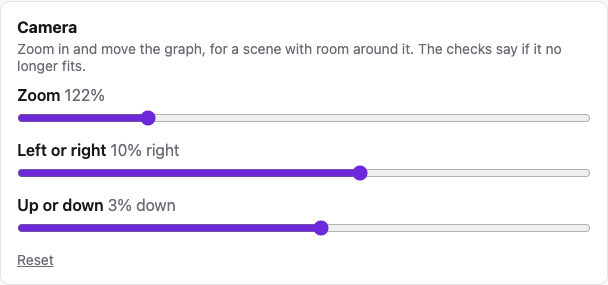 Camera
Zoom in and move the graph, for a scene with room around it. The checks say if it no
longer fits.
Zoom 122%
Left or right 10% right
Up or down 3% down
Reset